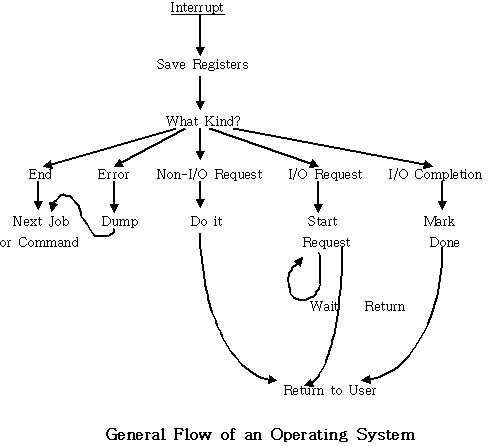 Interrupt
Save Registers
What Kind?
End Error Non-I/O Request I/O Request I/O Completion
Next Job Dump Do it Start Mark
or Command Request Done
Wait Return
Return to User
General Flow of an Operating System